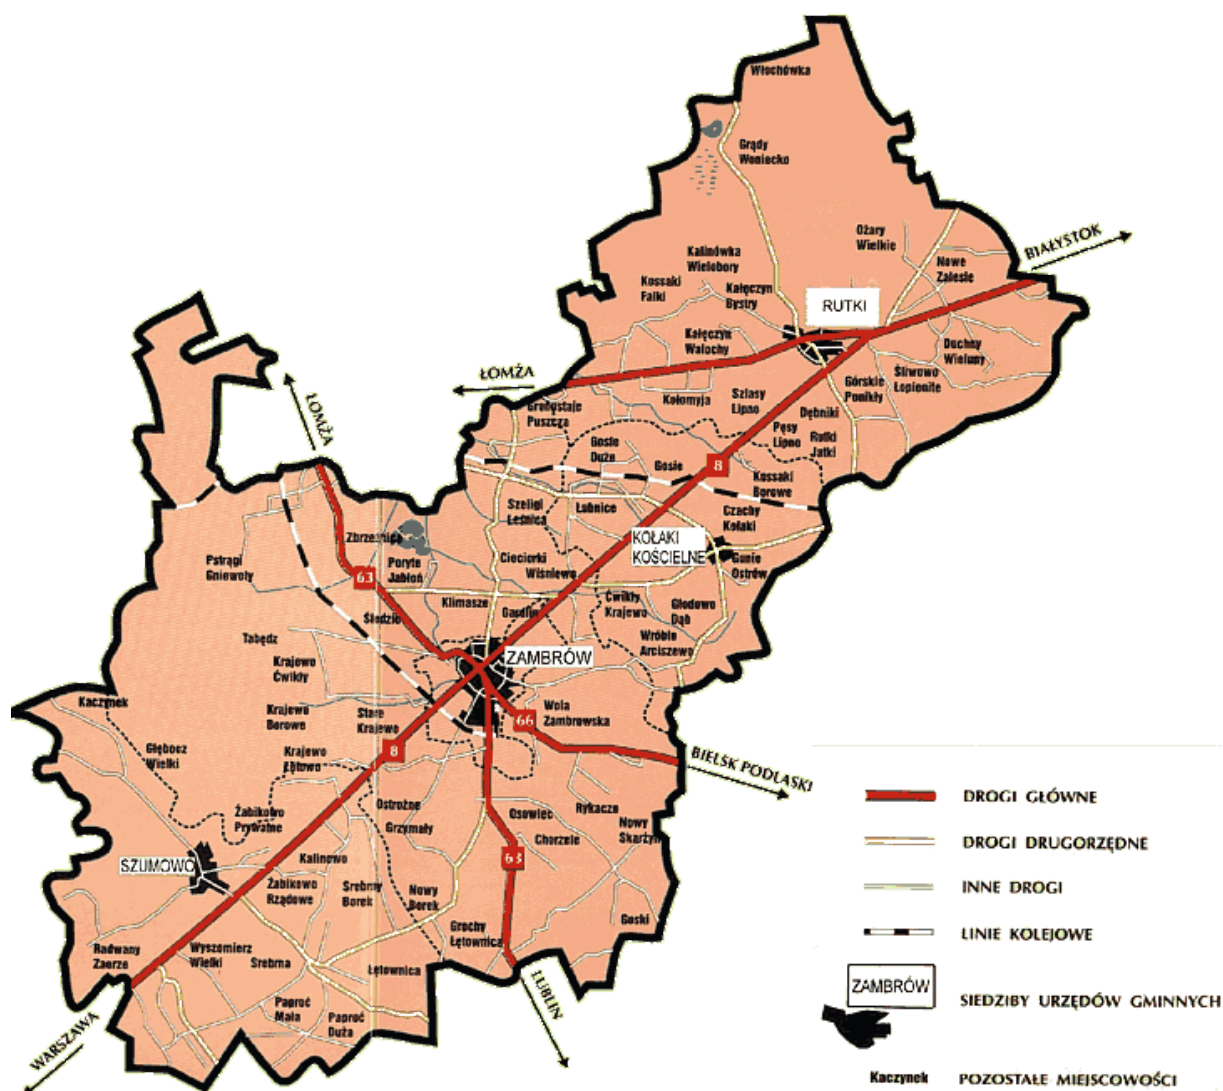 Włochówka
Grądy
Woniecko
Ożary
Wielkie
BIAŁYSTOK
Kalinówka
Wielobory
Nowe
Zalesie
Kossaki
Falki
Kałęczyn
Bystry
RUTKI
Kałęczyn
Walochy
Duchny
Wieluny
ŁOMŻA
Śliwowo
Łopienite
Górskie
Ponikły
Kołomyja
Szlasy
Lipno
Grohostaje
Puszcza
Dębniki
ŁOMŻA
Pęsy
Lipno
Rutki
Jatki
Gosie
Duże
Gosie
8
Kossaki
Borowe
Szeligi
Leśnica
Łubnice
Czachy
Kołaki
Zbrzeźnica
KOŁAKI
KOŚCIELNE
Gunie
Ostrów
Pstrągi
Gniewoty
Poryte
Jabłoń
Ciecierki
Wiśniewo
63
Klimasze
Gardlin
Ćwikły
Krajewo
Głodowo
Dąb
Śledzie
Tabędz
Wróble
Arciszewo
ZAMBRÓW
Krajewo
Ćwikły
Kaczynek
Krajewo
Borowe
Stare
Krajewo
66
Wola
Zambrowska
Głębocz
Wielki
Krajewo
Łętowo
8
BIELSK PODLASKI
DROGI GŁÓWNE
Żabikowo
Prywatne
Ostrożne
Grzymały
Osowiec
Rykacze
Chorzele
Nowy
Skarżyn
DROGI DRUGORZĘDNE
SZUMOWO
Kalinowo
63
Żabikowo
Rządowe
Srebrny
Borek
Nowy
Borek
INNE DROGI
Goski
Grochy
Łętownica
LINIE KOLEJOWE
Radwany
Zaorze
Wyszomierz
Wielki
Srebrna
Łętownica
ZAMBRÓW
SIEDZIBY URZĘDÓW GMINNYCH
Paproć
Mała
Paproć
Duża
LUBLIN
WARSZAWA
Kaczynek
POZOSTAŁE MIEJSCOWOŚCI